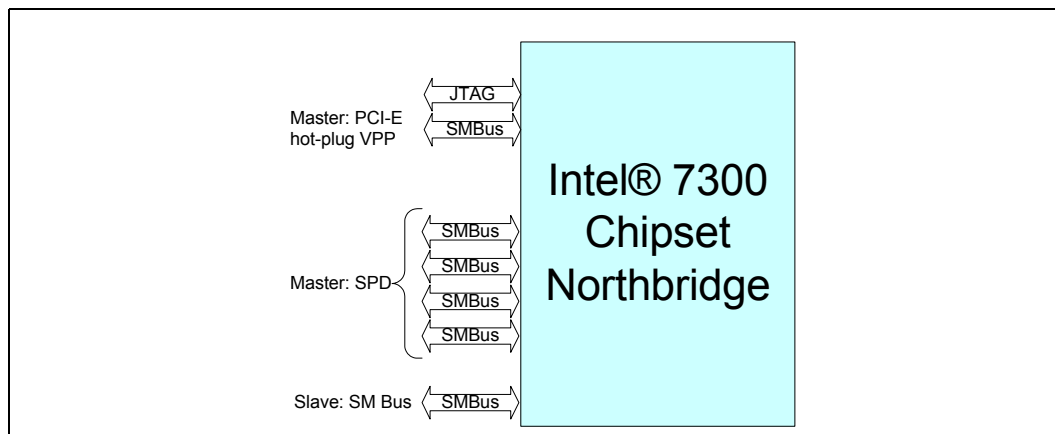 JTAG
Master: PCI-E
hot-plug VPP
SMBus
Intel® 7300
Chipset
Northbridge
SMBus
SMBus
Master: SPD
SMBus
SMBus
Slave: SM Bus
SMBus